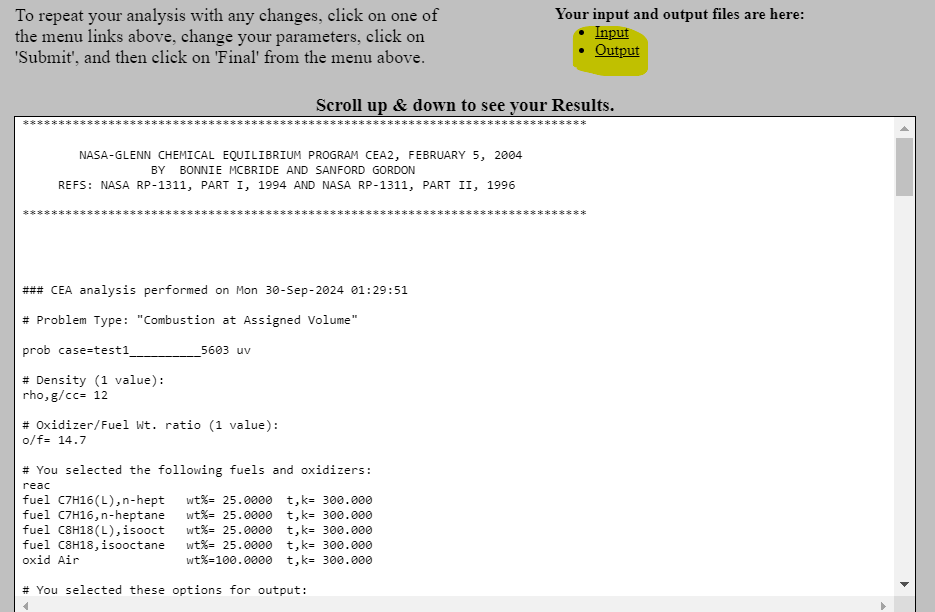 To repeat your analysis with any changes, click on one of
the menu links above, change your parameters, click on
'Submit', and then click on 'Final' from the menu above.
Your input and output files are here:
• Input
• Output
Scroll up & down to see your Results.
*******************************************************************************
NASA-GLENN CHEMICAL EQUILIBRIUM PROGRAM CEA2, FEBRUARY 5, 2004
BY  BONNIE MCBRIDE AND SANFORD GORDON
REFS: NASA RP-1311, PART I, 1994 AND NASA RP-1311, PART II, 1996
*******************************************************************************
### CEA analysis performed on Mon 30-Sep-2024 01:29:51
# Problem Type: "Combustion at Assigned Volume"
prob case=test1__________5603 uv
# Density (1 value):
rho,g/cc= 12
# Oxidizer/Fuel Wt. ratio (1 value):
o/f= 14.7
# You selected the following fuels and oxidizers:
reac
fuel C7H16(L),n-hept   wt%= 25.0000  t,k= 300.000
fuel C7H16,n-heptane   wt%= 25.0000  t,k= 300.000
fuel C8H18(L),isooct   wt%= 25.0000  t,k= 300.000
fuel C8H18,isooctane   wt%= 25.0000  t,k= 300.000
oxid Air               wt%=100.0000  t,k= 300.000
# You selected these options for output: